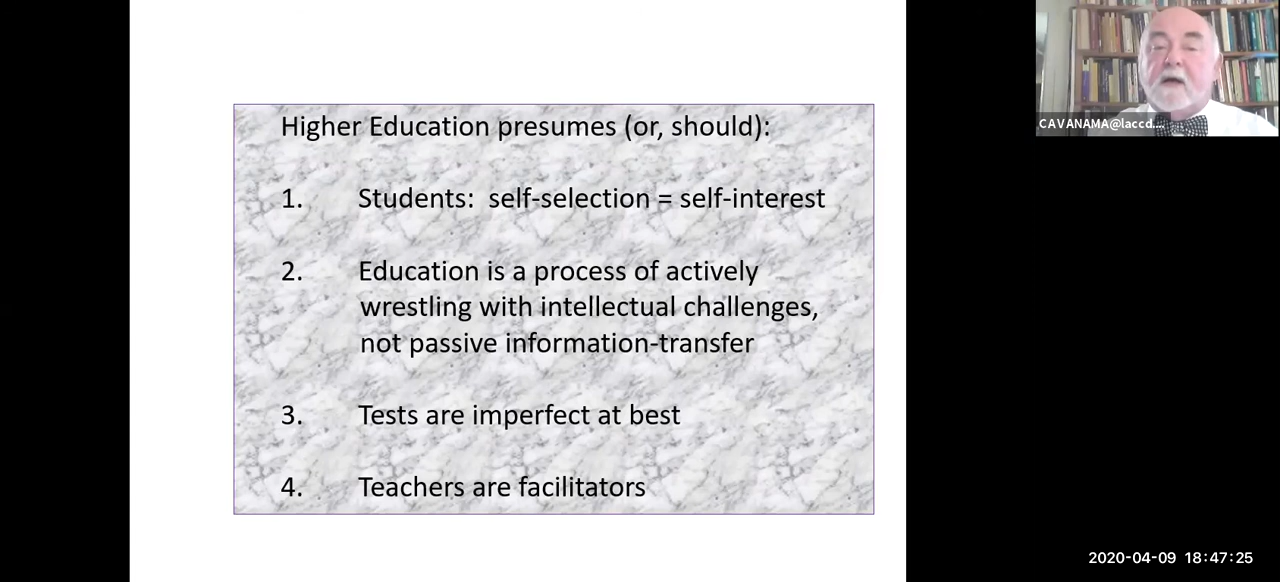 Higher Education presumes (or, should):
1. Students: self-selection = self-interest
2. Education is a process of actively
wrestling with intellectual challenges,
not passive information-transfer
3. Tests are imperfect at best
4. Teachers are facilitators
CAVANAMA@laccd....
2020-04-09 18:47:25